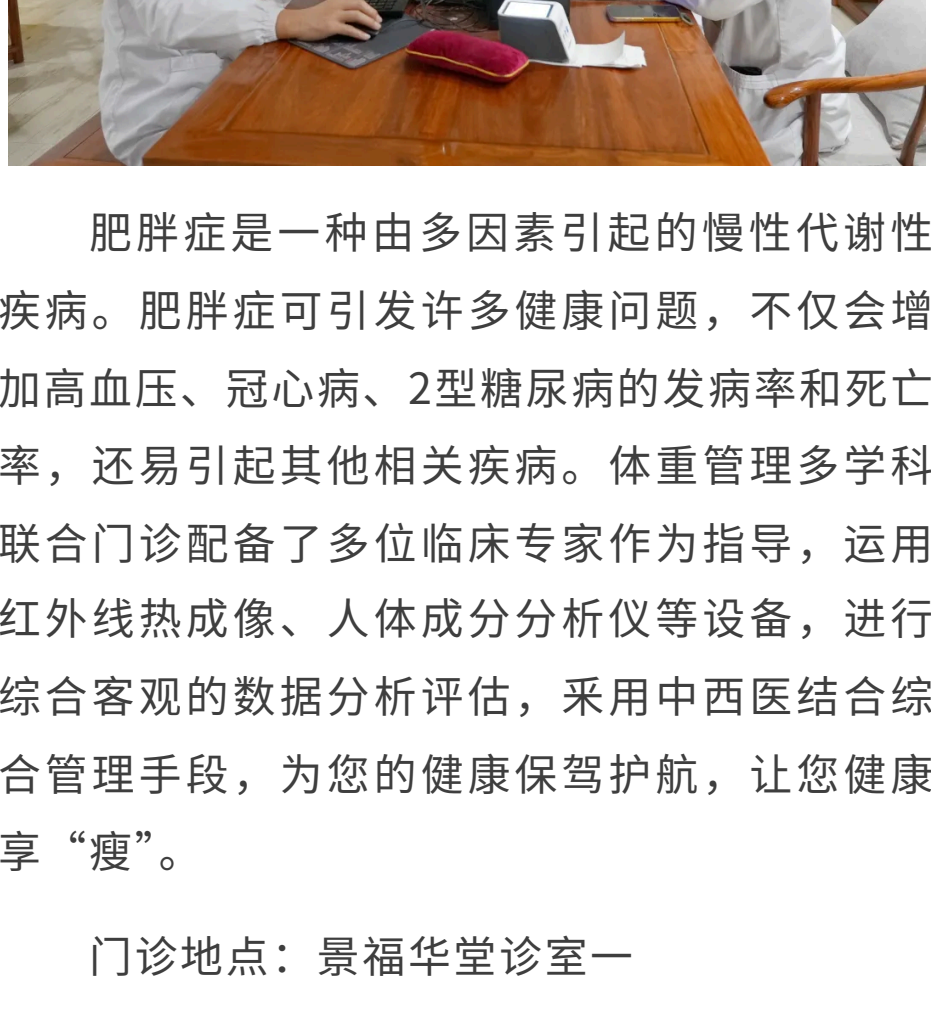 肥胖症是一种由多因素引起的慢性代谢性
疾病。肥胖症可引发许多健康问题，不仅会增
加高血压、冠心病、2型糖尿病的发病率和死亡
率，还易引起其他相关疾病。体重管理多学科
联合门诊配备了多位临床专家作为指导，运用
红外线热成像、人体成分分析仪等设备，进行
综合客观的数据分析评估，采用中西医结合综
合管理手段，为您的健康保驾护航，让您健康
享“瘦”。
门诊地点：景福华堂诊室一